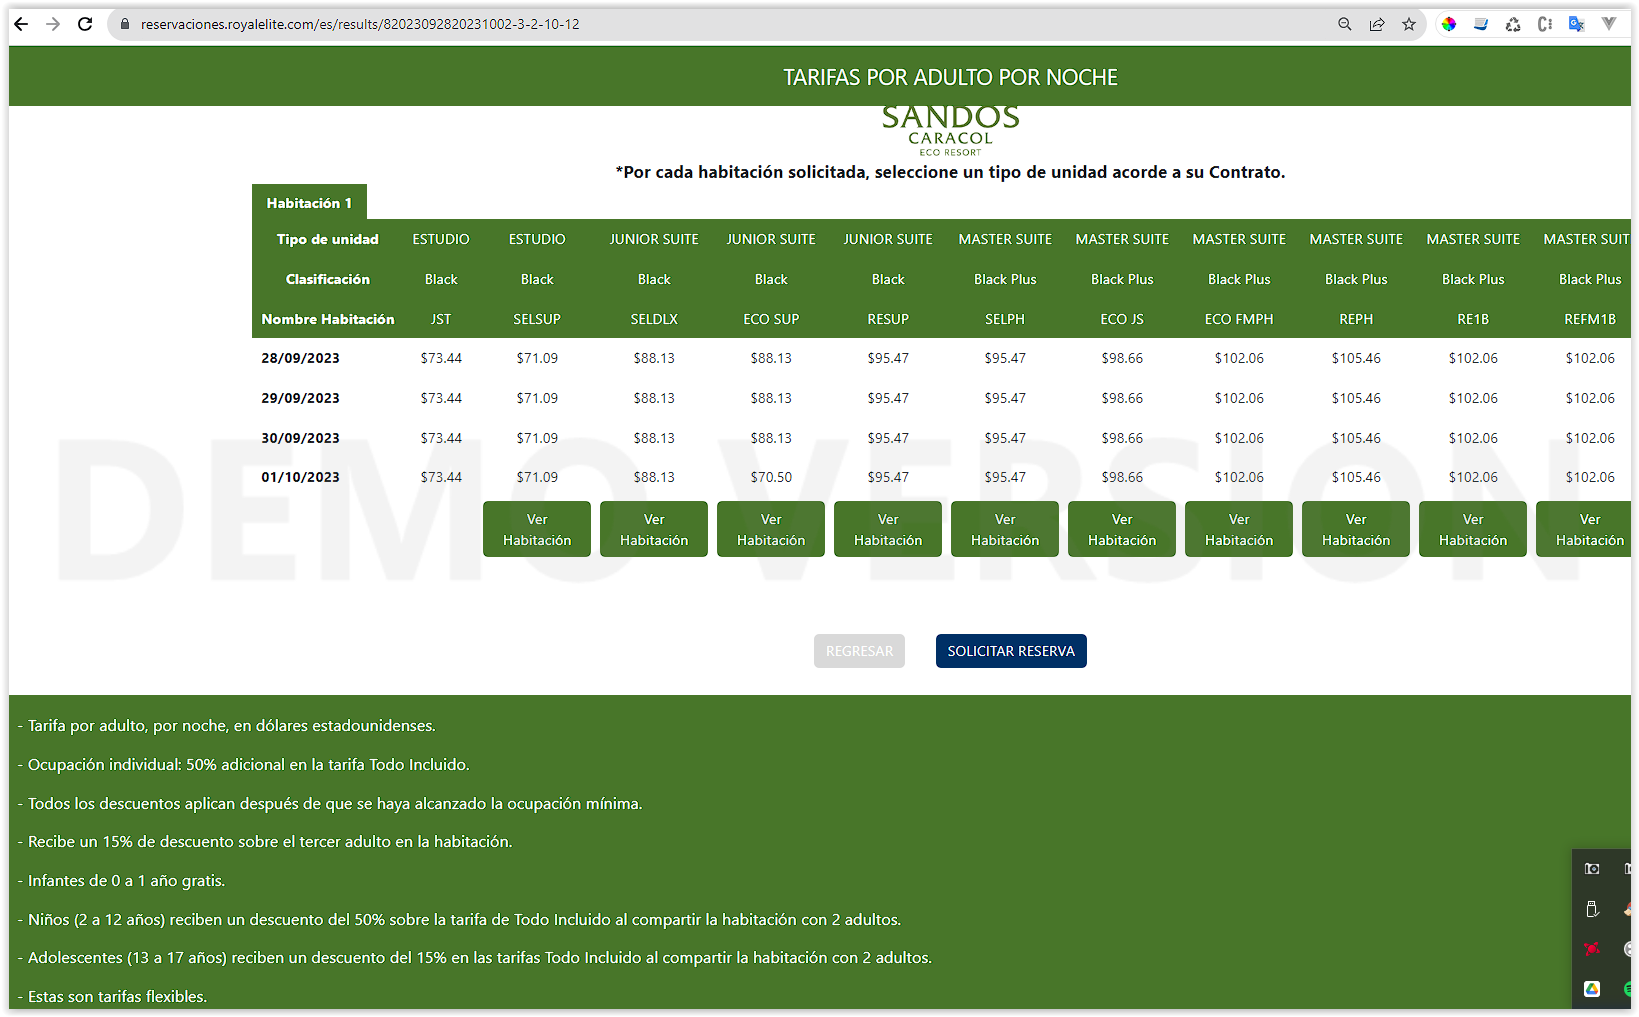 reservaciones.royalelite.com/es/results/82023092820231002-3-2-10-12
TARIFAS POR ADULTO POR NOCHE
SANDOS
CARACOL
ECO RESORT
*Por cada habitación solicitada, seleccione un tipo de unidad acorde a su Contrato.
Habitación 1
Tipo de unidad ESTUDIO ESTUDIO JUNIOR SUITE JUNIOR SUITE JUNIOR SUITE MASTER SUITE MASTER SUITE MASTER SUITE MASTER SUITE MASTER SUITE MASTER SUIT
Clasificación Black Black Black Black Black Black Plus Black Plus Black Plus Black Plus Black Plus Black Plus
Nombre Habitación JST SELSUP SELDLX ECO SUP RESUP SELPH ECO JS ECO FMPH REPH RE1B REFM1B
28/09/2023 $73.44 $71.09 $88.13 $88.13 $95.47 $95.47 $98.66 $102.06 $105.46 $102.06 $102.06
29/09/2023 $73.44 $71.09 $88.13 $88.13 $95.47 $95.47 $98.66 $102.06 $105.46 $102.06 $102.06
30/09/2023 $73.44 $71.09 $88.13 $88.13 $95.47 $95.47 $98.66 $102.06 $105.46 $102.06 $102.06
01/10/2023 $73.44 $71.09 $88.13 $70.50 $95.47 $95.47 $98.66 $102.06 $105.46 $102.06 $102.06
DEMO VERSION
Ver Ver Ver Ver Ver Ver Ver Ver Ver Ver
Habitación Habitación Habitación Habitación Habitación Habitación Habitación Habitación Habitación Habitación
REGRESAR SOLICITAR RESERVA
- Tarifa por adulto, por noche, en dólares estadounidenses.
- Ocupación individual: 50% adicional en la tarifa Todo Incluido.
- Todos los descuentos aplican después de que se haya alcanzado la ocupación mínima.
- Recibe un 15% de descuento sobre el tercer adulto en la habitación.
- Infantes de 0 a 1 año gratis.
- Niños (2 a 12 años) reciben un descuento del 50% sobre la tarifa de Todo Incluido al compartir la habitación con 2 adultos.
- Adolescentes (13 a 17 años) reciben un descuento del 15% en las tarifas Todo Incluido al compartir la habitación con 2 adultos.
- Estas son tarifas flexibles.